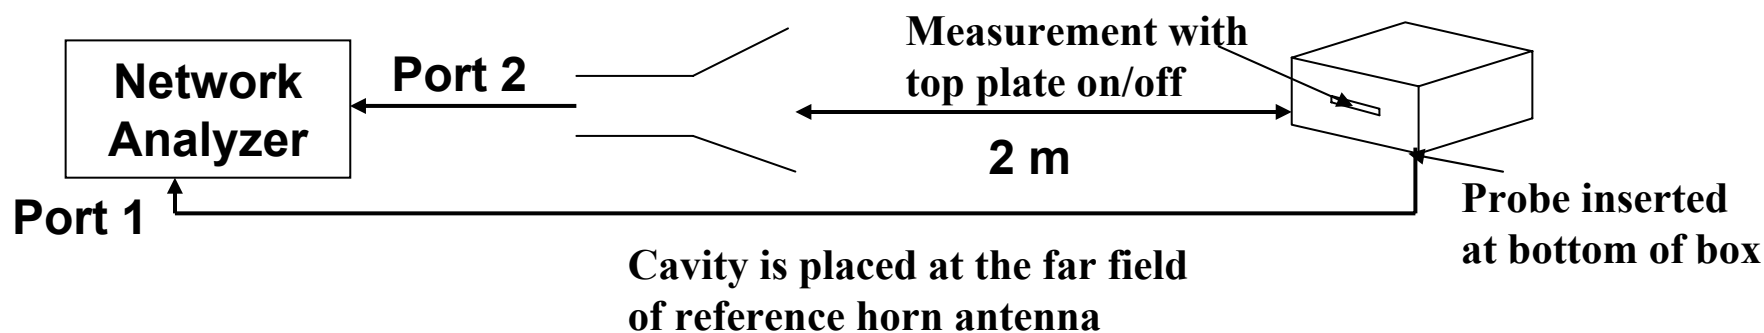 Network
Analyzer
Port 2
Measurement with
top plate on/off
2 m
Port 1
Probe inserted
at bottom of box
Cavity is placed at the far field
of reference horn antenna